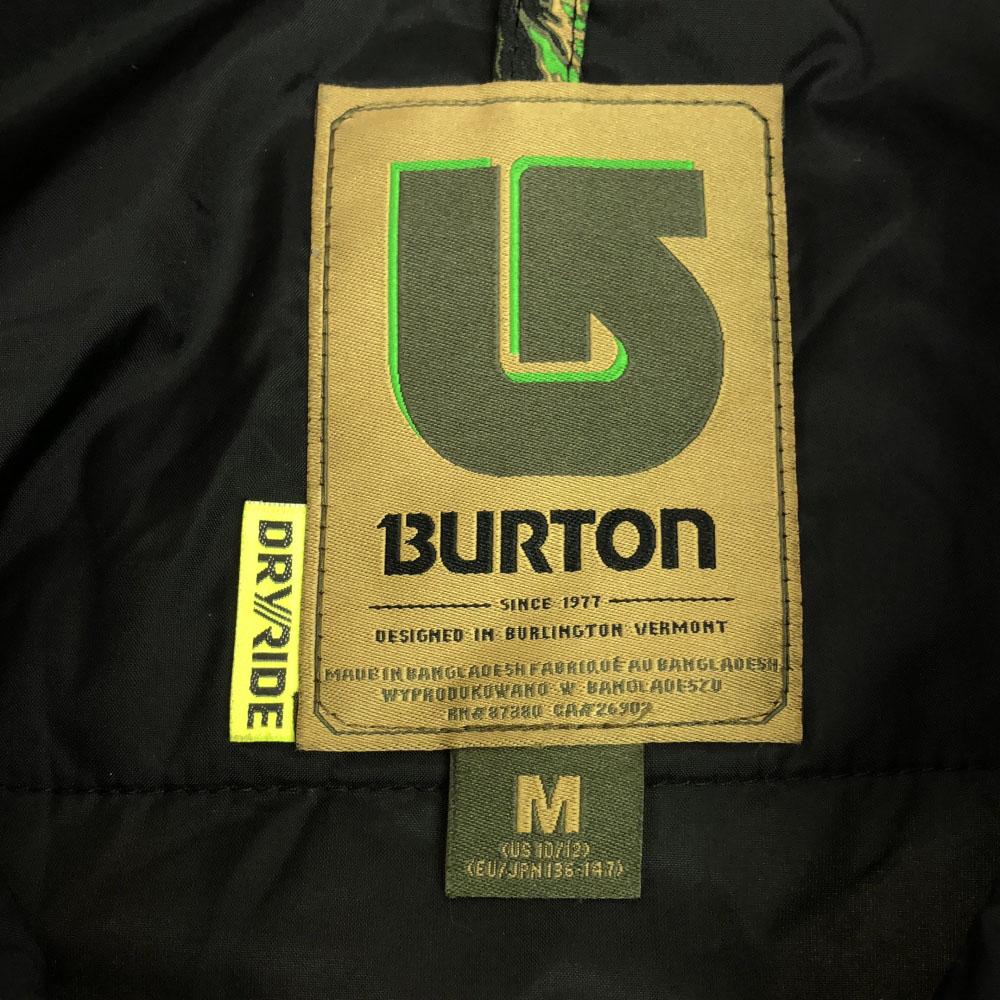 BURTON
SINCE 1977
DESIGNED IN BURLINGTON VERMONT
MADE IN BANGLADESH FABRIQUÉ AU BANGLADESH
WYPRODUKOWANO W BANGLADESZU
RN#87380 CA#26902
DRY//RIDE
M
(US 10/12)
(EU/JPN 136-147)